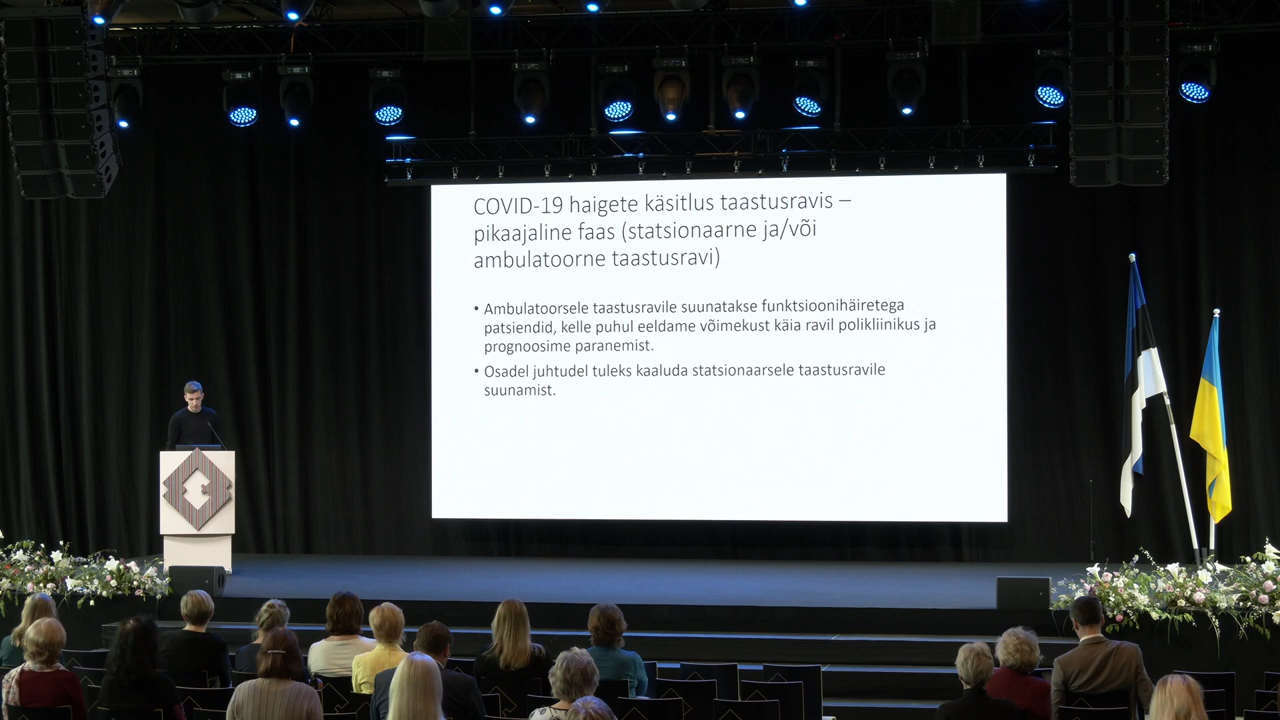 COVID-19 haigete käsitlus taastusravis –
pikaajaline faas (statsionaarne ja/või
ambulatoorne taastusravi)
• Ambulatoorsele taastusravile suunatakse funktsioonihäiretega
patsiendid, kelle puhul eeldame võimekust käia ravil polikliinikus ja
prognoosime paranemist.
• Osadel juhtudel tuleks kaaluda statsionaarsele taastusravile
suunamist.